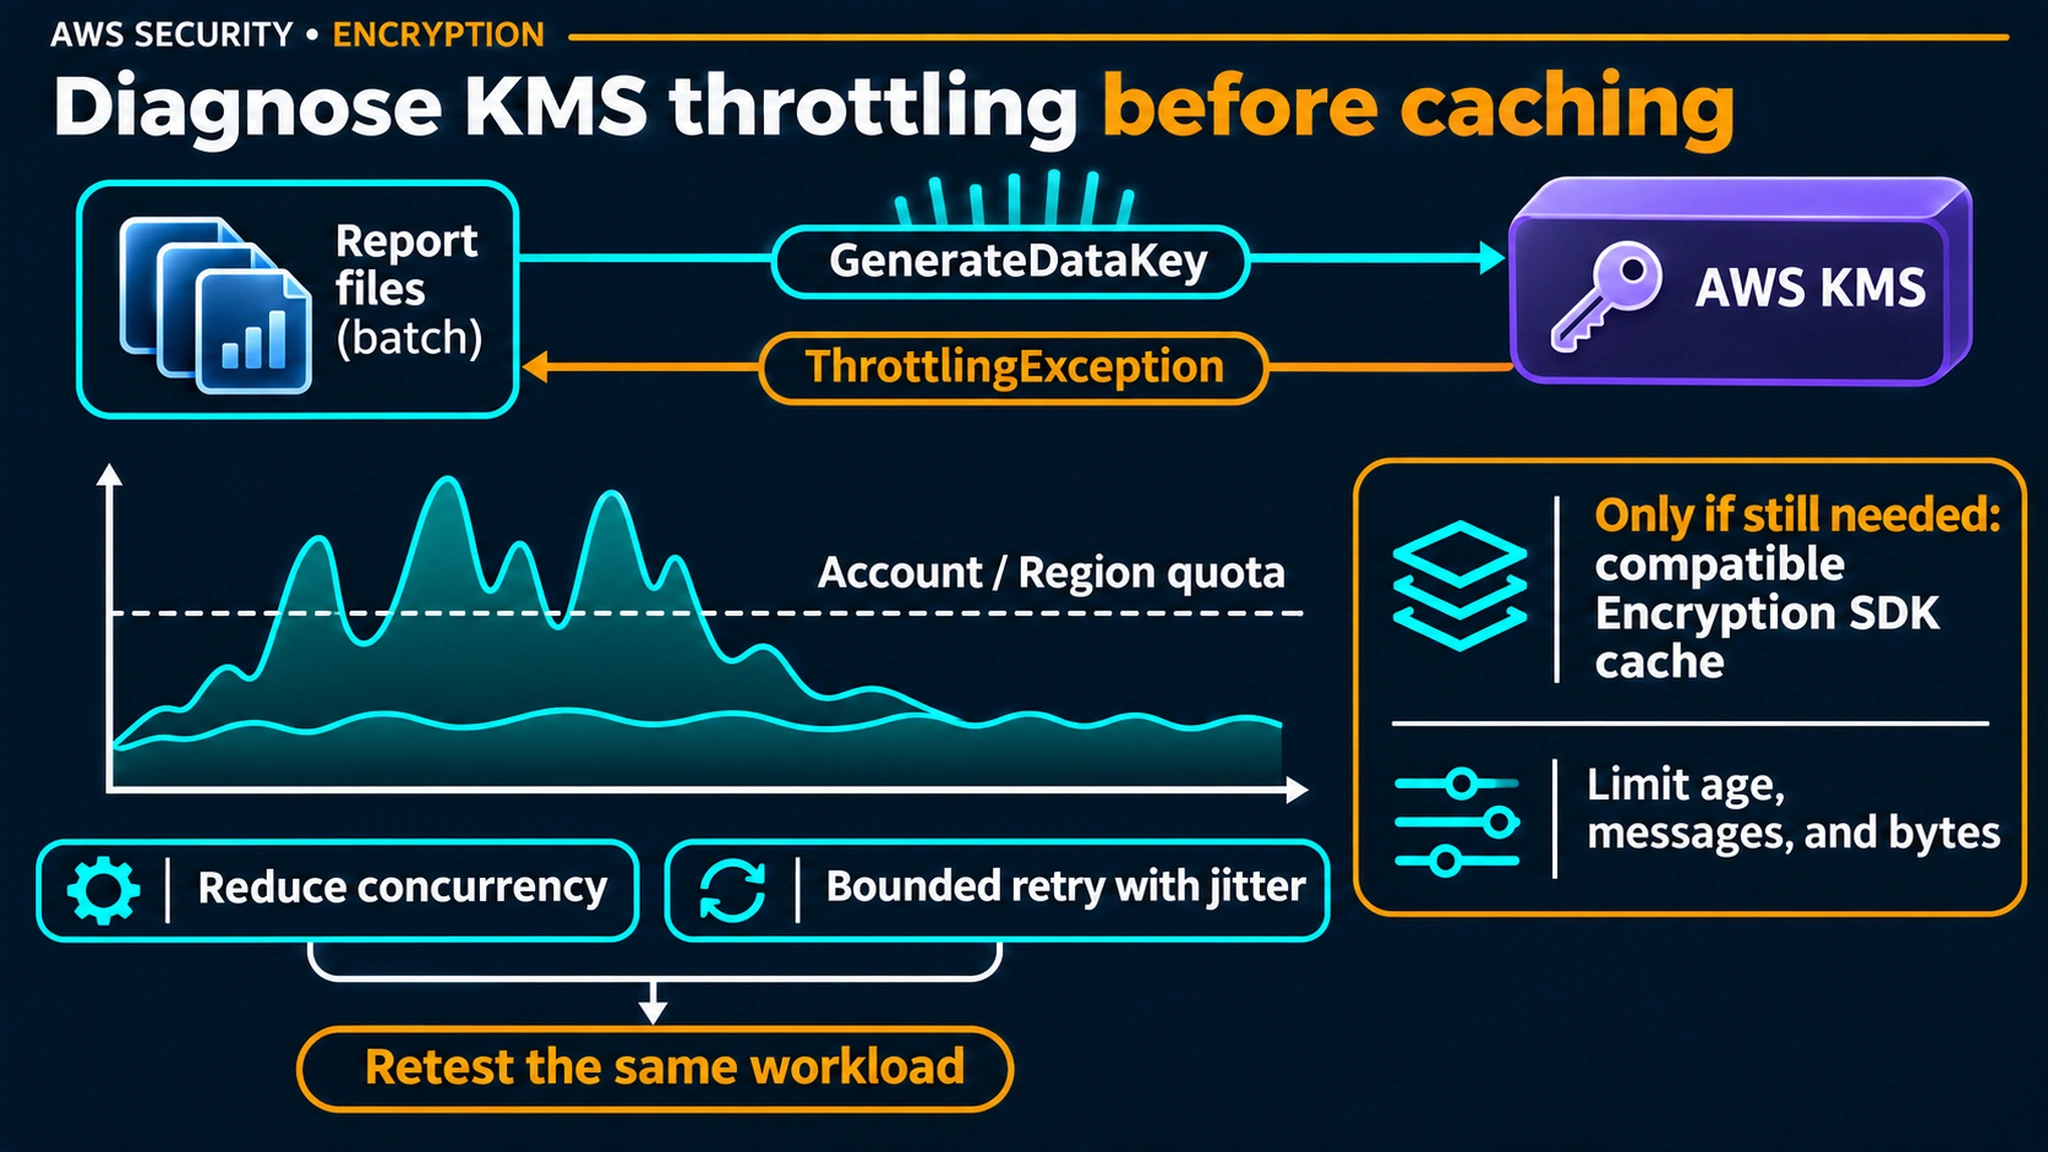 AWS SECURITY • ENCRYPTION
Diagnose KMS throttling before caching
Report
files
(batch)
GenerateDataKey
ThrottlingException
AWS KMS
Account / Region quota
Only if still needed:
compatible
Encryption SDK
cache
Limit age,
messages, and bytes
Reduce concurrency
Bounded retry with jitter
Retest the same workload